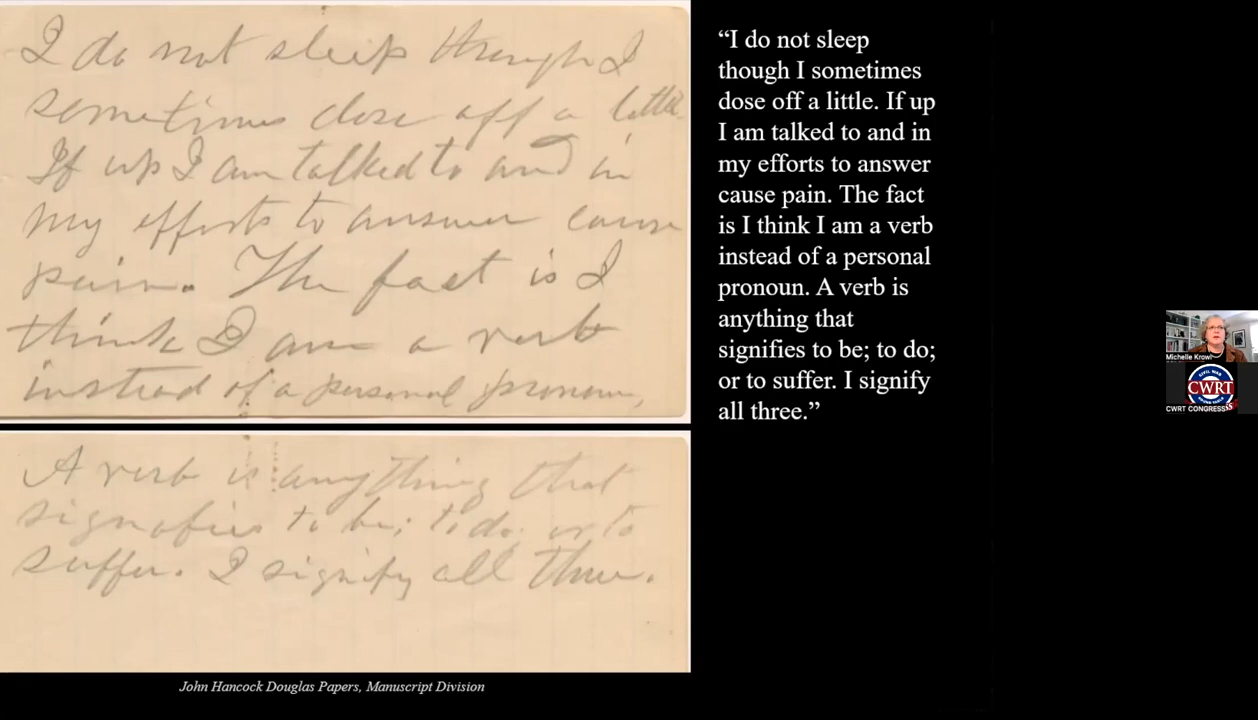 I do not sleep though I
sometimes dose off a little
If up I am talked to and in
my efforts to answer cause
pain. The fact is I
think I am a verb
instead of a personal pronoun,
A verb is anything that
signifies to be; to do; or to
suffer. I signify all three.
John Hancock Douglas Papers, Manuscript Division
“I do not sleep
though I sometimes
dose off a little. If up
I am talked to and in
my efforts to answer
cause pain. The fact
is I think I am a verb
instead of a personal
pronoun. A verb is
anything that
signifies to be; to do;
or to suffer. I signify
all three.”
Michelle Krowl
CIVIL WAR
CWRT
CWRT CONGRESS